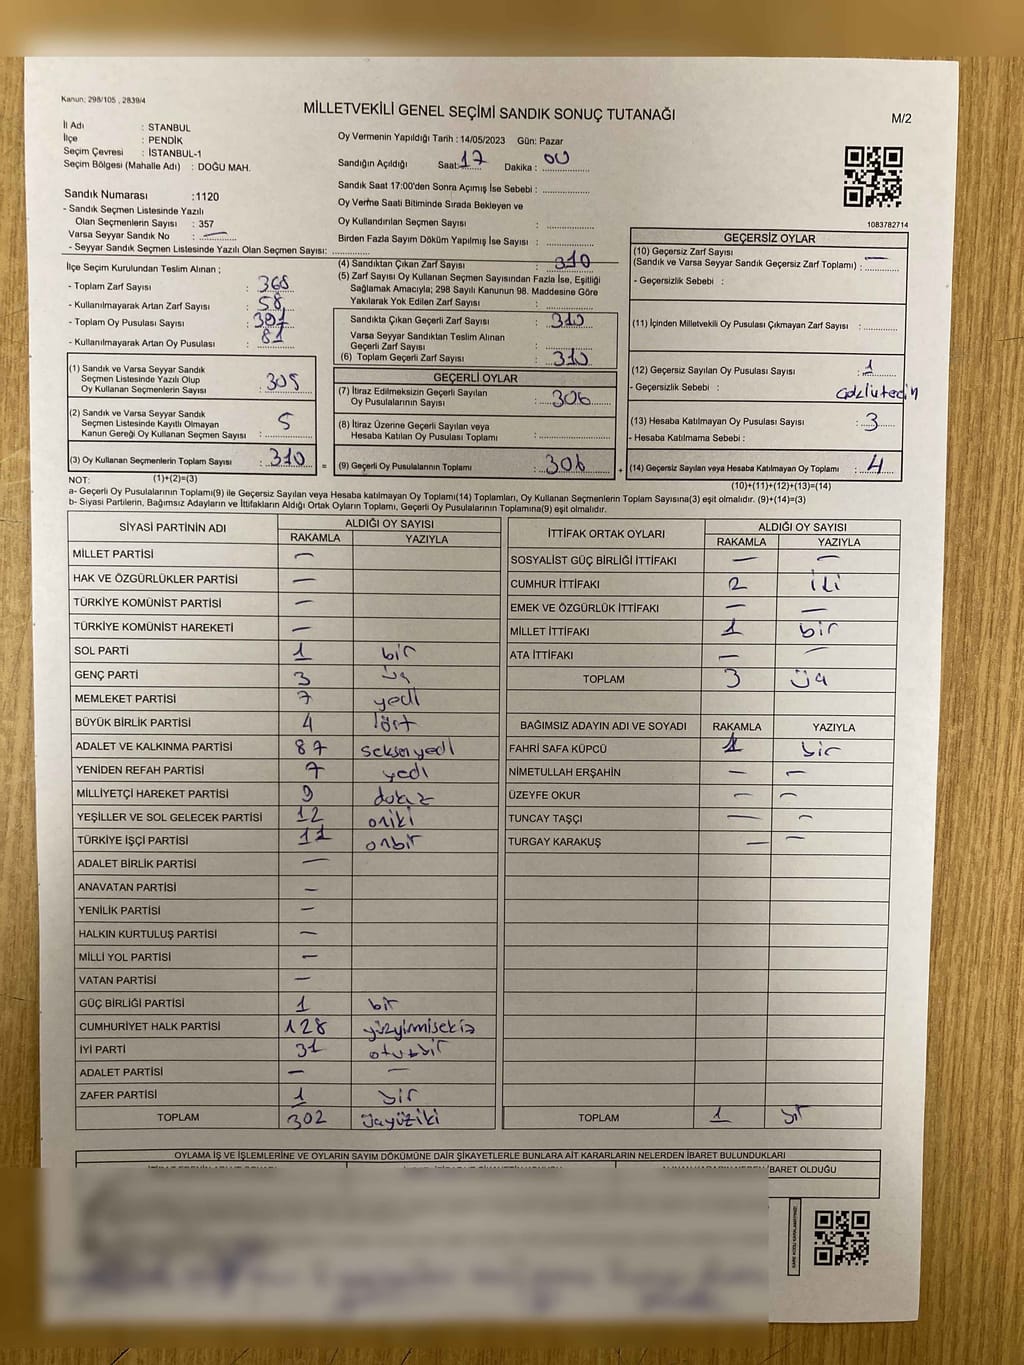 Kanun; 298/105 , 2839/4
MİLLETVEKİLİ GENEL SEÇİMİ SANDIK SONUÇ TUTANAĞI
M/2
İl Adı : STANBUL
İlçe : PENDİK
Seçim Çevresi : İSTANBUL-1
Seçim Bölgesi (Mahalle Adı) : DOĞU MAH.
Oy Vermenin Yapıldığı Tarih : 14/05/2023 Gün: Pazar
Sandığın Açıldığı Saat: 17 Dakika : 00
Sandık Saat 17:00'den Sonra Açımış İse Sebebi :
Oy Verme Saati Bitiminde Sırada Bekleyen ve
Oy Kullandırılan Seçmen Sayısı :
Birden Fazla Sayım Döküm Yapılmış İse Sayısı :
1083782714
Sandık Numarası :1120
- Sandık Seçmen Listesinde Yazılı
Olan Seçmenlerin Sayısı : 357
Varsa Seyyar Sandık No : —
- Seyyar Sandık Seçmen Listesinde Yazılı Olan Seçmen Sayısı:
İlçe Seçim Kurulundan Teslim Alınan ;
- Toplam Zarf Sayısı : 368
- Kullanılmayarak Artan Zarf Sayısı : 58
- Toplam Oy Pusulası Sayısı :
- Kullanılmayarak Artan Oy Pusulası : 81
(1) Sandık ve Varsa Seyyar Sandık
Seçmen Listesinde Yazılı Olup
Oy Kullanan Seçmenlerin Sayısı : 305
(2) Sandık ve Varsa Seyyar Sandık
Seçmen Listesinde Kayıtlı Olmayan
Kanun Gereği Oy Kullanan Seçmen Sayısı : 5
(3) Oy Kullanan Seçmenlerin Toplam Sayısı : 310
(4) Sandıktan Çıkan Zarf Sayısı : 310
(5) Zarf Sayısı Oy Kullanan Seçmen Sayısından Fazla İse, Eşitliği
Sağlamak Amacıyla; 298 Sayılı Kanunun 98. Maddesine Göre
Yakılarak Yok Edilen Zarf Sayısı :
Sandıkta Çıkan Geçerli Zarf Sayısı : 310
Varsa Seyyar Sandıktan Teslim Alınan
Geçerli Zarf Sayısı :
(6) Toplam Geçerli Zarf Sayısı : 310
GEÇERLİ OYLAR
(7) İtiraz Edilmeksizin Geçerli Sayılan
Oy Pusulalarının Sayısı : 306
(8) İtiraz Üzerine Geçerli Sayılan veya
Hesaba Katılan Oy Pusulaları Toplamı :
= (9) Geçerli Oy Pusulalarının Toplamı : 306 +
GEÇERSİZ OYLAR
(10) Geçersiz Zarf Sayısı
(Sandık ve Varsa Seyyar Sandık Geçersiz Zarf Toplamı) : —
- Geçersizlik Sebebi :
(11) İçinden Milletvekili Oy Pusulası Çıkmayan Zarf Sayısı :
(12) Geçersiz Sayılan Oy Pusulası Sayısı : 1
- Geçersizlik Sebebi :
(13) Hesaba Katılmayan Oy Pusulası Sayısı : 3
- Hesaba Katılmama Sebebi :
(14) Geçersiz Sayılan veya Hesaba Katılmayan Oy Toplamı : 4
NOT: (1)+(2)=(3)
(10)+(11)+(12)+(13)=(14)
a- Geçerli Oy Pusulalarının Toplamı(9) ile Geçersiz Sayılan veya Hesaba katılmayan Oy Toplamı(14) Toplamları, Oy Kullanan Seçmenlerin Toplam Sayısına(3) eşit olmalıdır. (9)+(14)=(3)
b- Siyasi Partilerin, Bağımsız Adayların ve İttifakların Aldığı Ortak Oyların Toplamı, Geçerli Oy Pusulalarının Toplamına(9) eşit olmalıdır.
SİYASİ PARTİNİN ADI ALDIĞI OY SAYISI
RAKAMLA YAZIYLA
MİLLET PARTİSİ —
HAK VE ÖZGÜRLÜKLER PARTİSİ —
TÜRKİYE KOMÜNİST PARTİSİ —
TÜRKİYE KOMÜNİST HAREKETİ —
SOL PARTİ 1 bir
GENÇ PARTİ 3 üç
MEMLEKET PARTİSİ 7 yedi
BÜYÜK BİRLİK PARTİSİ 4 dört
ADALET VE KALKINMA PARTİSİ 87 seksenyedi
YENİDEN REFAH PARTİSİ 7 yedi
MİLLİYETÇİ HAREKET PARTİSİ 9 dokuz
YEŞİLLER VE SOL GELECEK PARTİSİ 12 oniki
TÜRKİYE İŞÇİ PARTİSİ 11 onbir
ADALET BİRLİK PARTİSİ —
ANAVATAN PARTİSİ —
YENİLİK PARTİSİ —
HALKIN KURTULUŞ PARTİSİ —
MİLLİ YOL PARTİSİ —
VATAN PARTİSİ —
GÜÇ BİRLİĞİ PARTİSİ 1 bir
CUMHURİYET HALK PARTİSİ 128 yüzyirmisekiz
İYİ PARTİ 31 otuzbir
ADALET PARTİSİ — —
ZAFER PARTİSİ 1 bir
TOPLAM 302 üçyüziki
İTTİFAK ORTAK OYLARI ALDIĞI OY SAYISI
RAKAMLA YAZIYLA
SOSYALİST GÜÇ BİRLİĞİ İTTİFAKI — —
CUMHUR İTTİFAKI 2 iki
EMEK VE ÖZGÜRLÜK İTTİFAKI — —
MİLLET İTTİFAKI 1 bir
ATA İTTİFAKI — —
TOPLAM 3 üç
BAĞIMSIZ ADAYIN ADI VE SOYADI RAKAMLA YAZIYLA
FAHRİ SAFA KÜPCÜ 1 bir
NİMETULLAH ERŞAHİN — —
ÜZEYFE OKUR — —
TUNCAY TAŞÇI — —
TURGAY KARAKUŞ — —
TOPLAM 1 bir
OYLAMA İŞ VE İŞLEMLERİNE VE OYLARIN SAYIM DÖKÜMÜNE DAİR ŞİKAYETLERLE BUNLARA AİT KARARLARIN NELERDEN İBARET BULUNDUKLARI
İBARET OLDUĞU